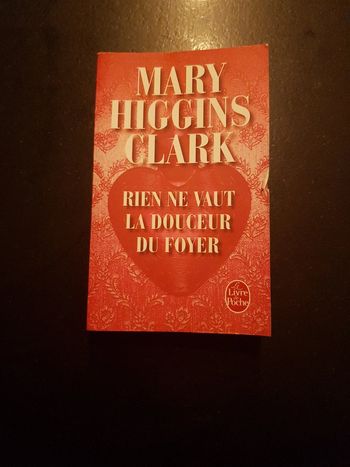 MARY
HIGGINS
CLARK
RIEN NE VAUT
LA DOUCEUR
DU FOYER
Le
Livre
de
Poche